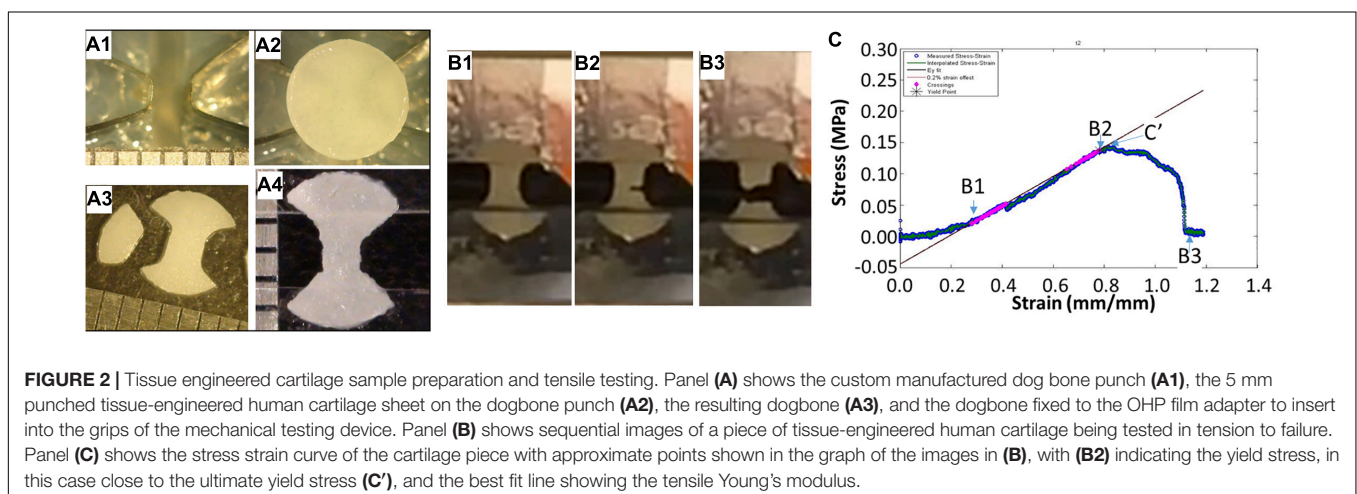 A1
A2
A3
A4
B1
B2
B3
C
t2
0.30
0.25
0.20
0.15
0.10
0.05
0.00
-0.05
Stress (MPa)
Measured Stress-Strain
Interpolated Stress-Strain
Ey fit
0.2% strain offest
Crossings
Yield Point
B1
B2
C’
B3
0.0 0.2 0.4 0.6 0.8 1.0 1.2 1.4
Strain (mm/mm)
FIGURE 2 | Tissue engineered cartilage sample preparation and tensile testing. Panel (A) shows the custom manufactured dog bone punch (A1), the 5 mm
punched tissue-engineered human cartilage sheet on the dogbone punch (A2), the resulting dogbone (A3), and the dogbone fixed to the OHP film adapter to insert
into the grips of the mechanical testing device. Panel (B) shows sequential images of a piece of tissue-engineered human cartilage being tested in tension to failure.
Panel (C) shows the stress strain curve of the cartilage piece with approximate points shown in the graph of the images in (B), with (B2) indicating the yield stress, in
this case close to the ultimate yield stress (C’), and the best fit line showing the tensile Young’s modulus.